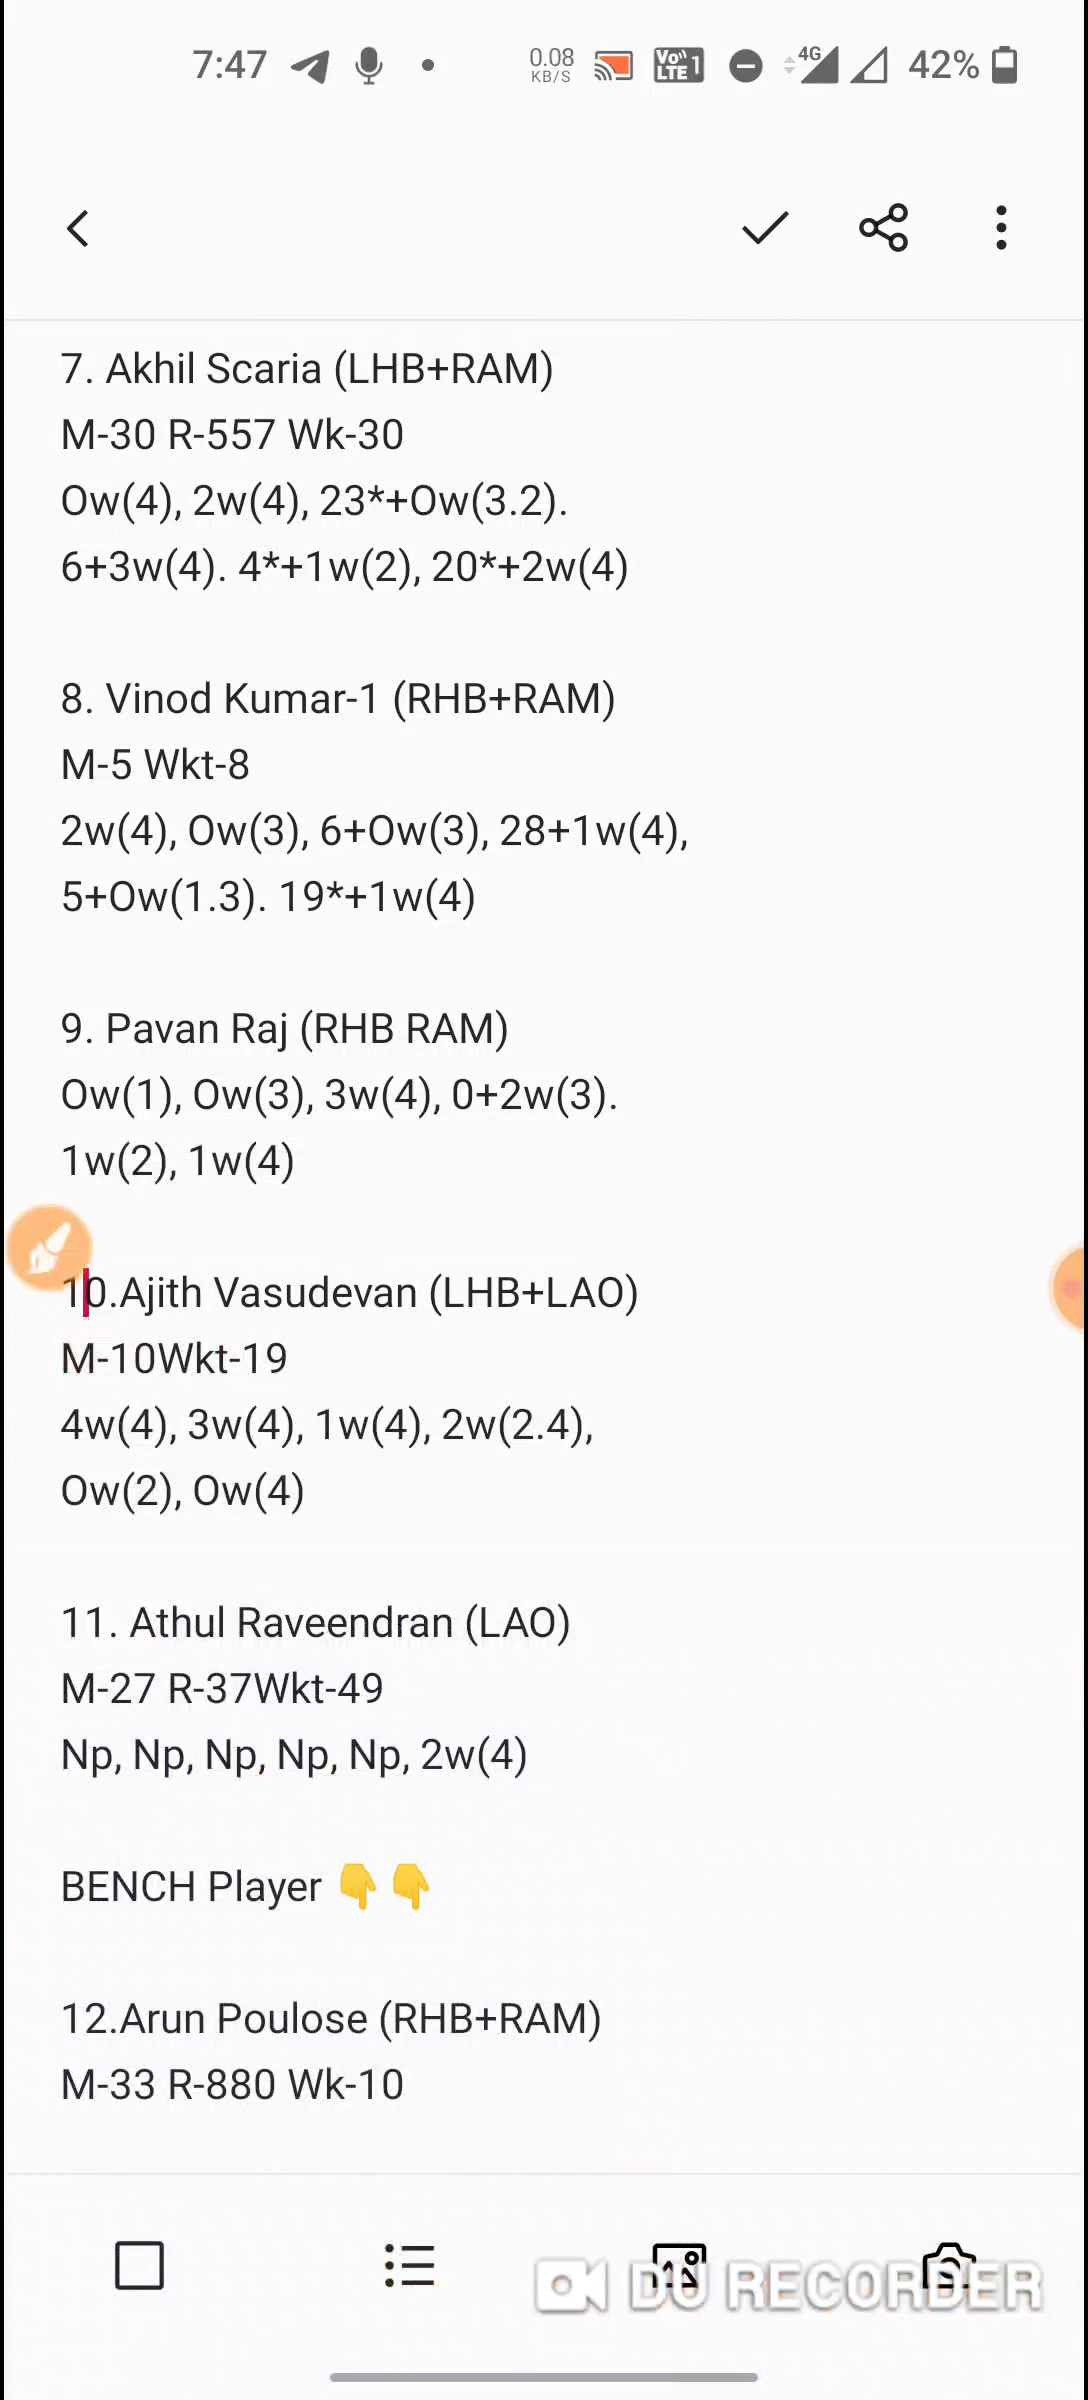 7:47 0.08 KB/S Vo)) LTE 1 4G 42%
7. Akhil Scaria (LHB+RAM)
M-30 R-557 Wk-30
Ow(4), 2w(4), 23*+Ow(3.2).
6+3w(4). 4*+1w(2), 20*+2w(4)
8. Vinod Kumar-1 (RHB+RAM)
M-5 Wkt-8
2w(4), Ow(3), 6+Ow(3), 28+1w(4),
5+Ow(1.3). 19*+1w(4)
9. Pavan Raj (RHB RAM)
Ow(1), Ow(3), 3w(4), 0+2w(3).
1w(2), 1w(4)
10.Ajith Vasudevan (LHB+LAO)
M-10Wkt-19
4w(4), 3w(4), 1w(4), 2w(2.4),
Ow(2), Ow(4)
11. Athul Raveendran (LAO)
M-27 R-37Wkt-49
Np, Np, Np, Np, Np, 2w(4)
BENCH Player 👇👇
12.Arun Poulose (RHB+RAM)
M-33 R-880 Wk-10
DU RECORDER